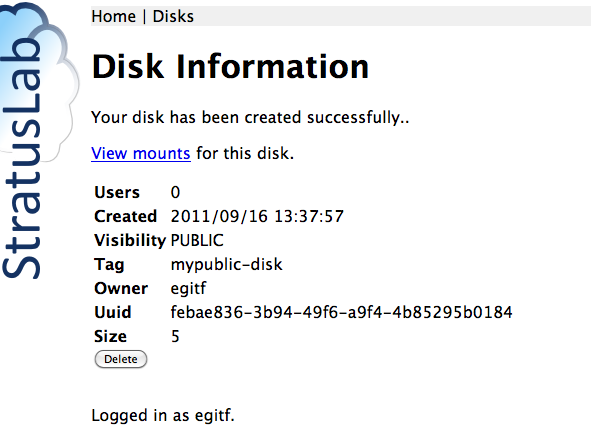 StratusLab
Home | Disks
Disk Information
Your disk has been created successfully..
View mounts for this disk.
Users 0
Created 2011/09/16 13:37:57
Visibility PUBLIC
Tag mypublic-disk
Owner egitf
Uuid febae836-3b94-49f6-a9f4-4b85295b0184
Size 5
Delete
Logged in as egitf.